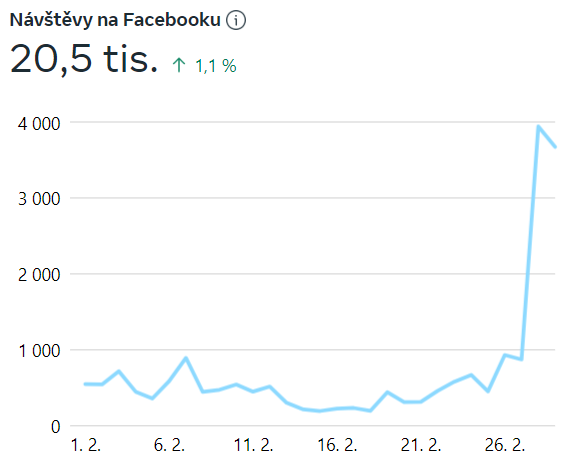 Návštěvy na Facebooku
20,5 tis. ↑ 1,1 %
4 000
3 000
2 000
1 000
0
1. 2. 6. 2. 11. 2. 16. 2. 21. 2. 26. 2.